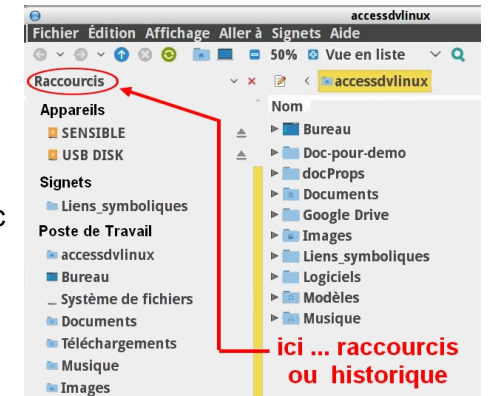 accessdvlinux
Fichier Édition Affichage Aller à Signets Aide
50% Vue en liste
Raccourcis
accessdvlinux
Appareils
SENSIBLE
USB DISK
Signets
Liens_symboliques
c
Poste de Travail
accessdvlinux
Bureau
Système de fichiers
Documents
Téléchargements
Musique
Images
Nom
Bureau
Doc-pour-demo
docProps
Documents
Google Drive
Images
Liens_symboliques
Logiciels
Modèles
Musique
ici ... raccourcis
ou historique